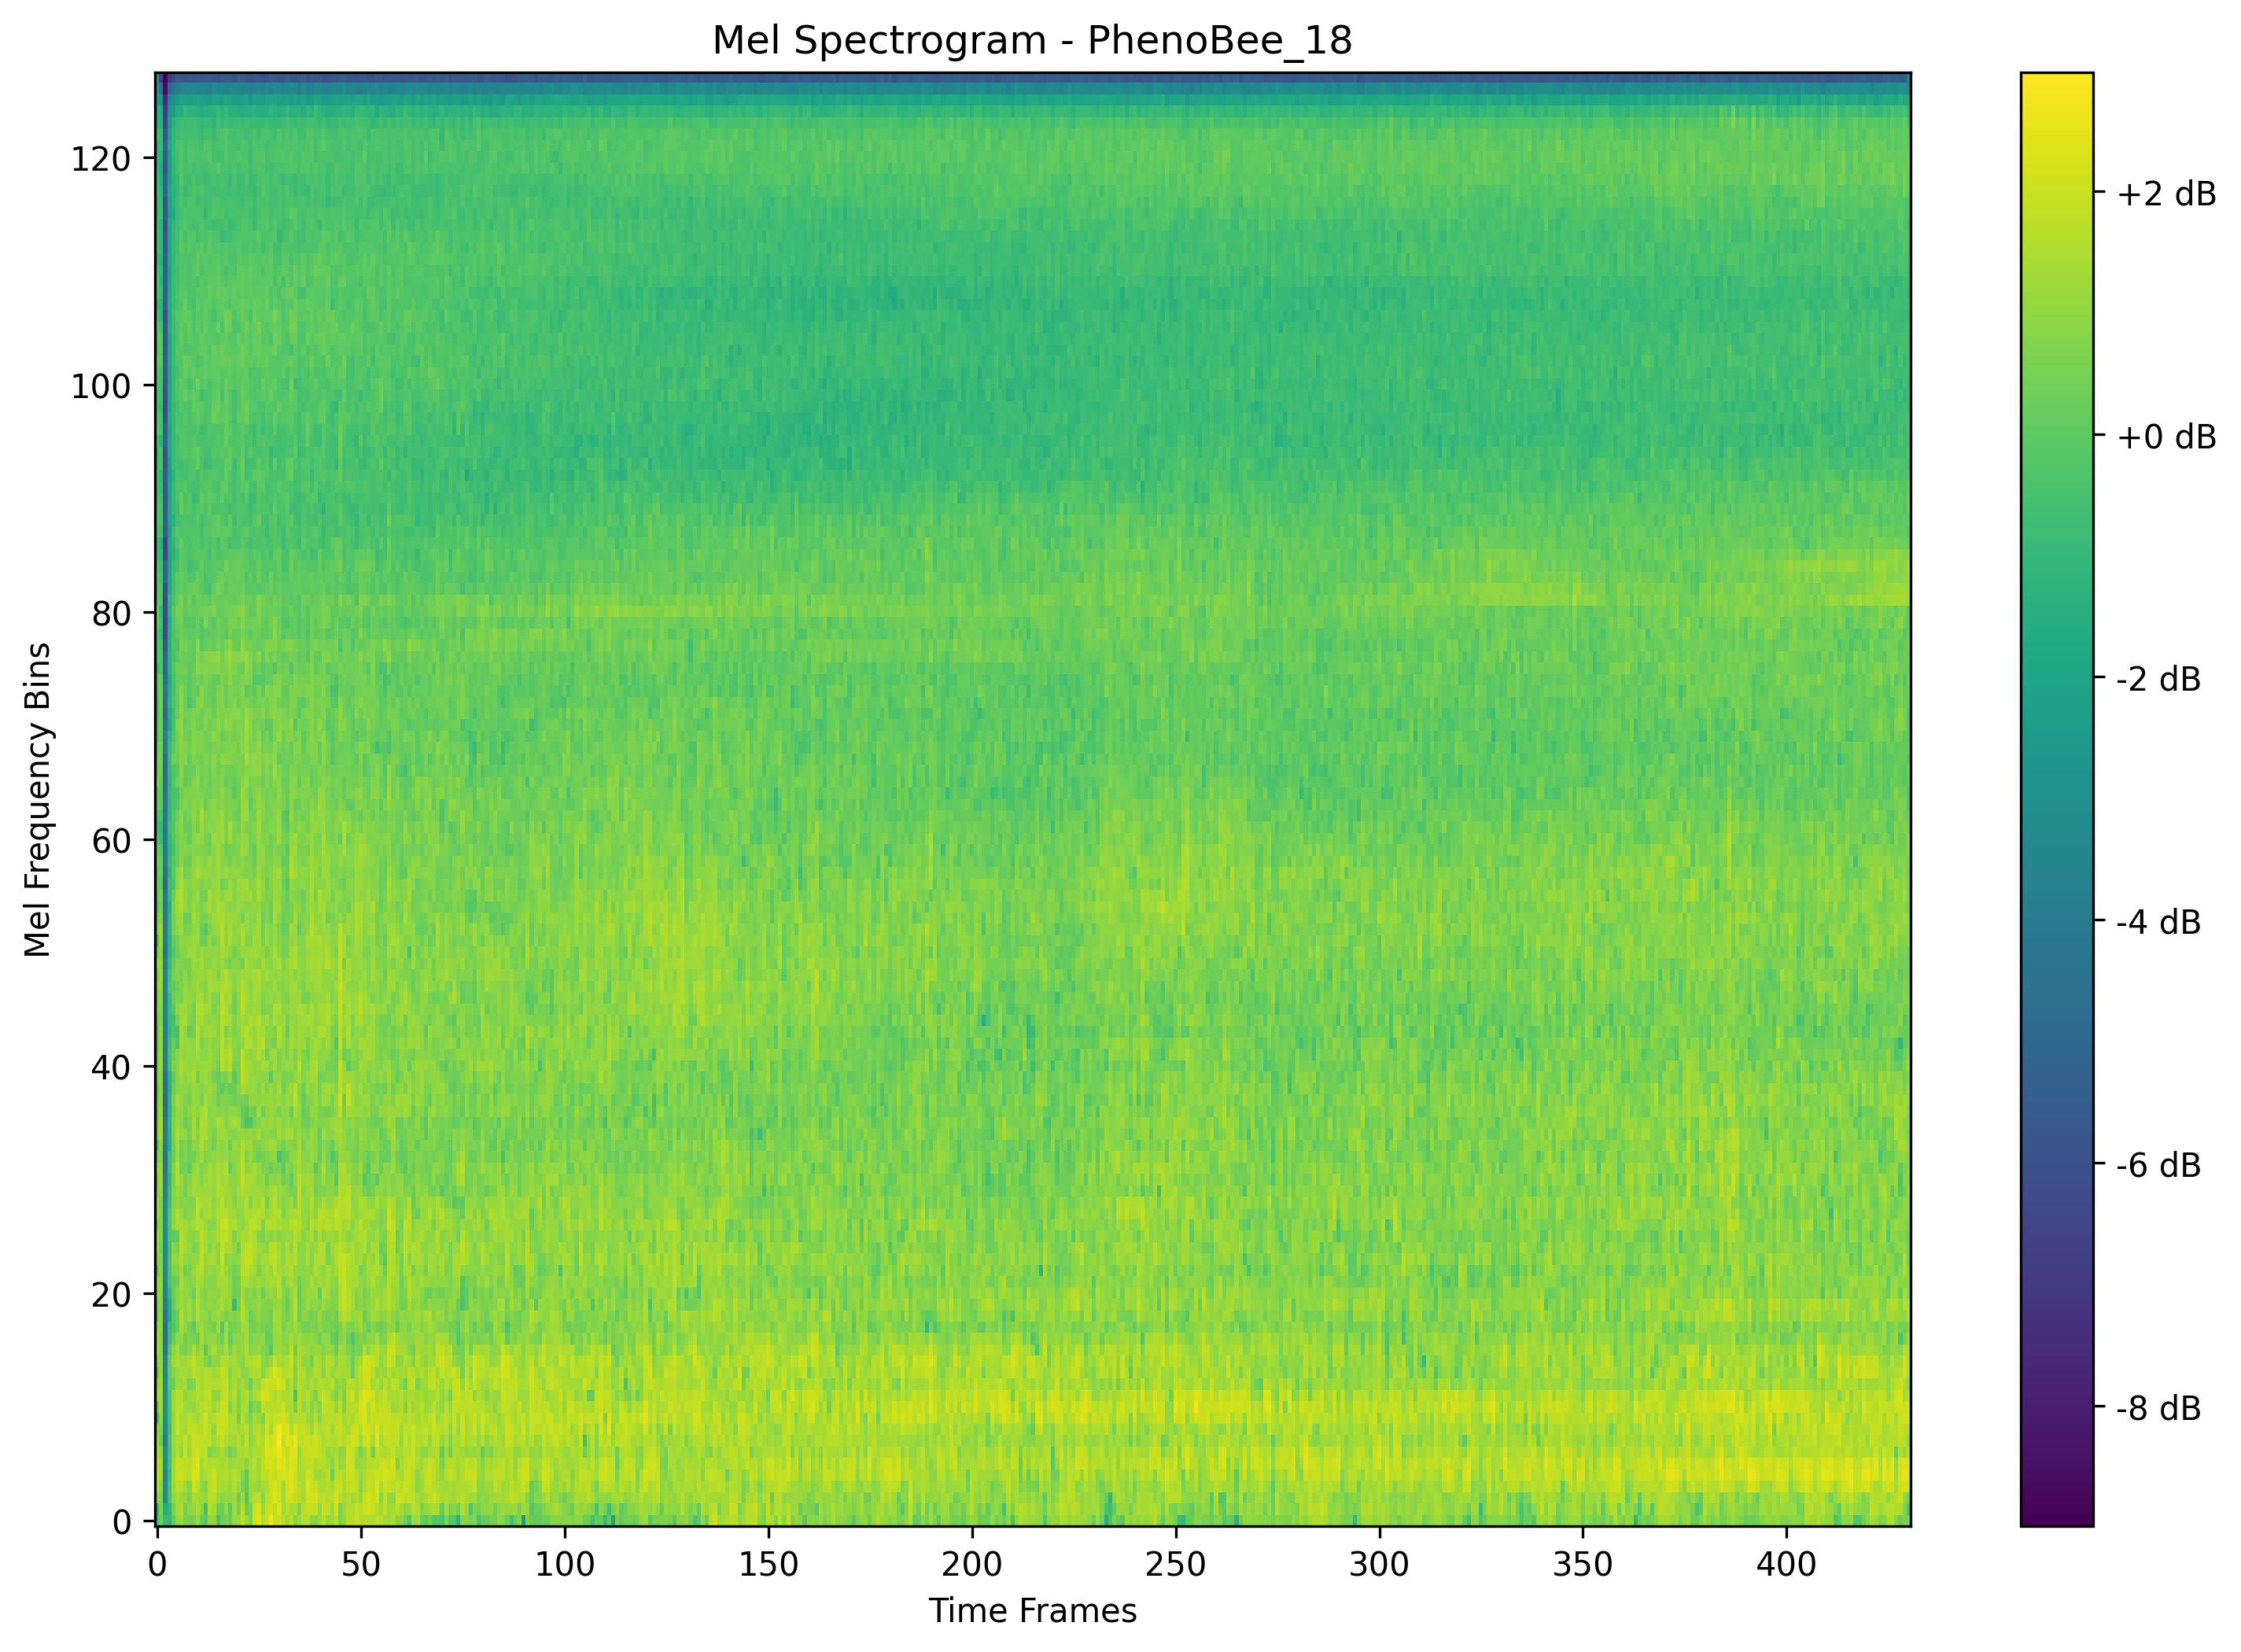 Mel Spectrogram - PhenoBee_18
120
100
80
60
40
20
0
Mel Frequency Bins
0 50 100 150 200 250 300 350 400
Time Frames
+2 dB
+0 dB
-2 dB
-4 dB
-6 dB
-8 dB